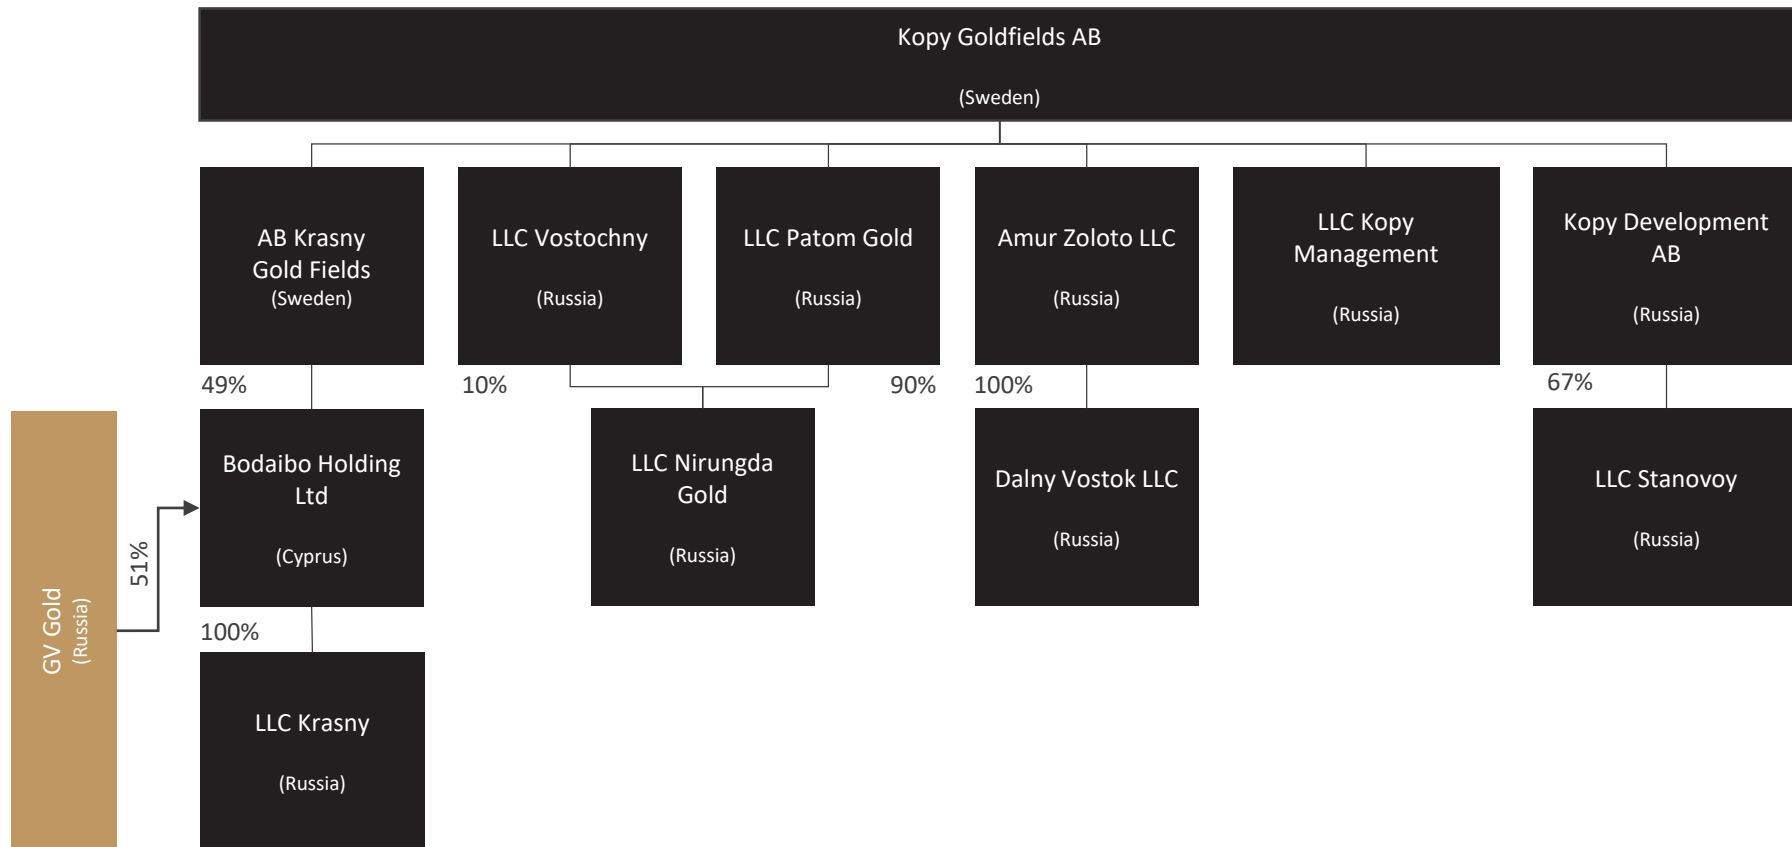 Kopy Goldfields AB
(Sweden)
AB Krasny
Gold Fields
(Sweden)
LLC Vostochny
(Russia)
LLC Patom Gold
(Russia)
Amur Zoloto LLC
(Russia)
LLC Kopy
Management
(Russia)
Kopy Development
AB
(Russia)
49%
10%
90%
100%
67%
GV Gold
(Russia)
51%
Bodaibo Holding
Ltd
(Cyprus)
LLC Nirungda
Gold
(Russia)
Dalny Vostok LLC
(Russia)
LLC Stanovoy
(Russia)
100%
LLC Krasny
(Russia)